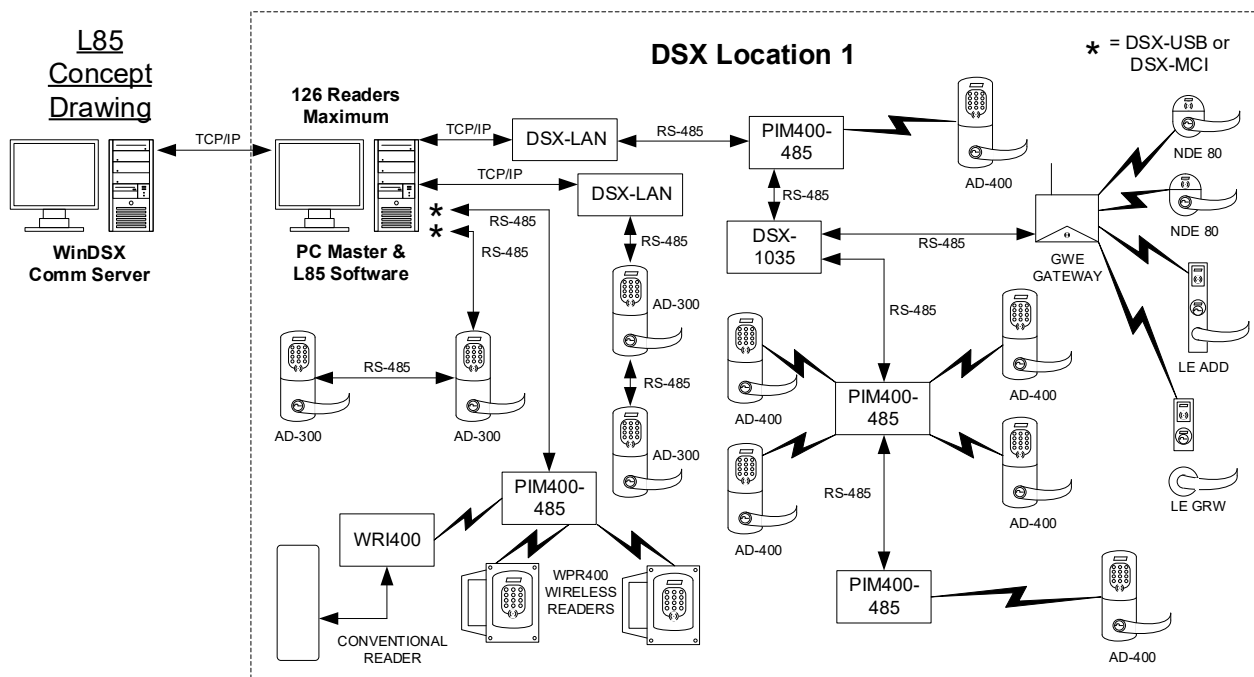 L85
Concept
Drawing
DSX Location 1
* = DSX-USB or
DSX-MCI
126 Readers
Maximum
TCP/IP
WinDSX
Comm Server
PC Master &
L85 Software
TCP/IP
DSX-LAN
RS-485
PIM400-
485
AD-400
TCP/IP
DSX-LAN
*
*
RS-485
RS-485
RS-485
RS-485
DSX-
1035
RS-485
GWE
GATEWAY
NDE 80
NDE 80
LE ADD
LE GRW
AD-300
RS-485
AD-300
RS-485
AD-300
AD-300
RS-485
AD-400
AD-400
PIM400-
485
AD-400
AD-400
RS-485
PIM400-
485
AD-400
PIM400-
485
WRI400
WPR400
WIRELESS
READERS
CONVENTIONAL
READER